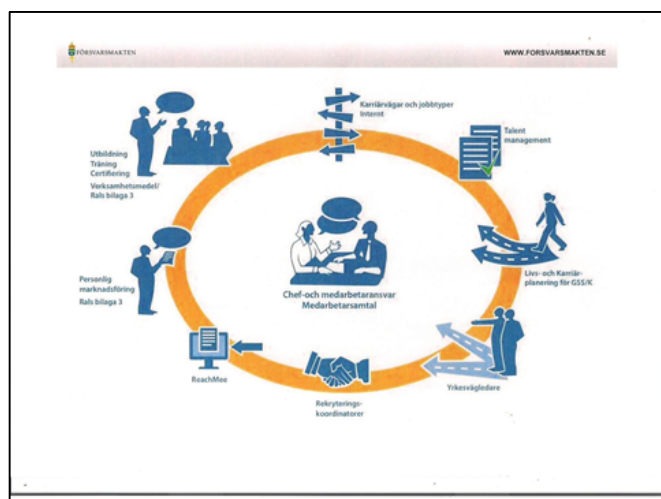 FÖRSVARSMAKTEN
WWW.FORSVARSMAKTEN.SE
Karriärvägar och jobbtyper
Internt
Talent
management
Utbildning
Träning
Certifiering
Verksamhetsmedel/
Rals bilaga 3
Livs- och Karriär-
planering för GSS/K
Chef-och medarbetaransvar
Medarbetarsamtal
Personlig
marknadsföring
Rals bilaga 3
ReachMee
Rekryterings-
koordinatorer
Yrkesvägledare